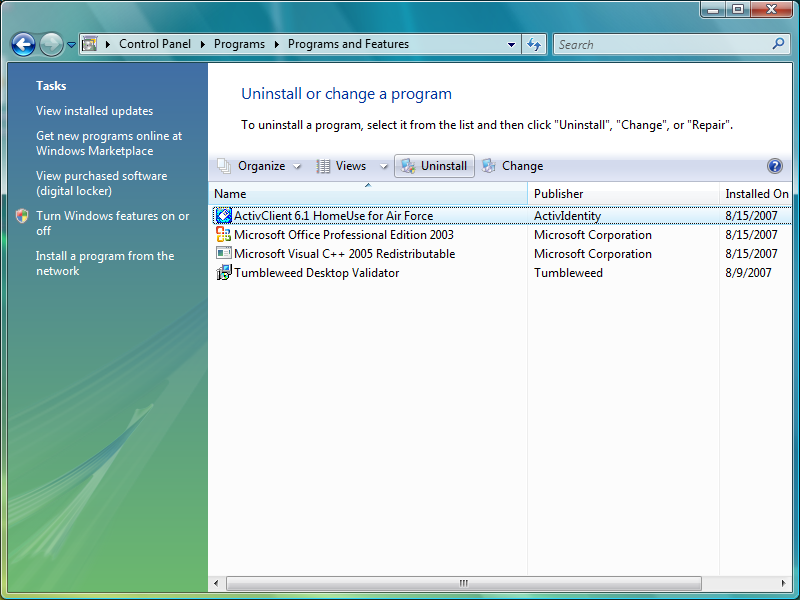 Control Panel Programs Programs and Features
Search
Tasks
View installed updates
Get new programs online at
Windows Marketplace
View purchased software
(digital locker)
Turn Windows features on or
off
Install a program from the
network
Uninstall or change a program
To uninstall a program, select it from the list and then click "Uninstall", "Change", or "Repair".
Organize Views Uninstall Change
Name Publisher Installed On
ActivClient 6.1 HomeUse for Air Force ActivIdentity 8/15/2007
Microsoft Office Professional Edition 2003 Microsoft Corporation 8/15/2007
Microsoft Visual C++ 2005 Redistributable Microsoft Corporation 8/15/2007
Tumbleweed Desktop Validator Tumbleweed 8/9/2007